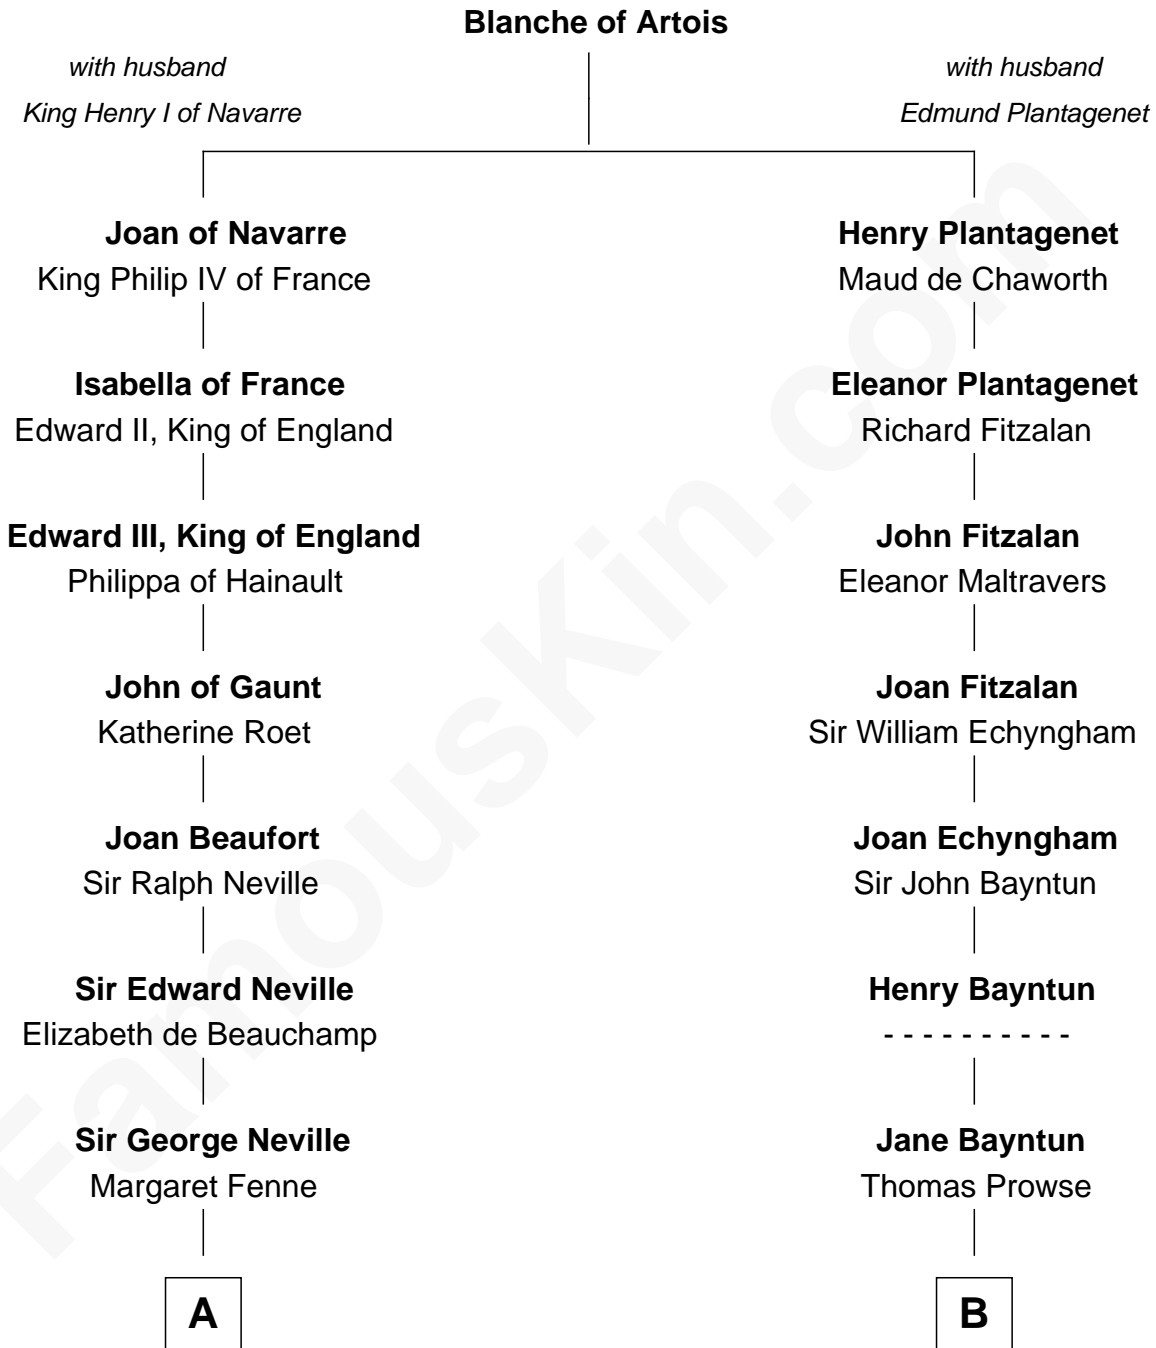 Blanche of Artois
with husband
King Henry I of Navarre
with husband
Edmund Plantagenet
Joan of Navarre
King Philip IV of France
Henry Plantagenet
Maud de Chaworth
Isabella of France
Edward II, King of England
Eleanor Plantagenet
Richard Fitzalan
Edward III, King of England
Philippa of Hainault
John Fitzalan
Eleanor Maltravers
John of Gaunt
Katherine Roet
Joan Fitzalan
Sir William Echyngham
Joan Beaufort
Sir Ralph Neville
Joan Echyngham
Sir John Bayntun
Sir Edward Neville
Elizabeth de Beauchamp
Henry Bayntun
- - - - - - - - - -
Sir George Neville
Margaret Fenne
Jane Bayntun
Thomas Prowse
A
B
FamousKin.com